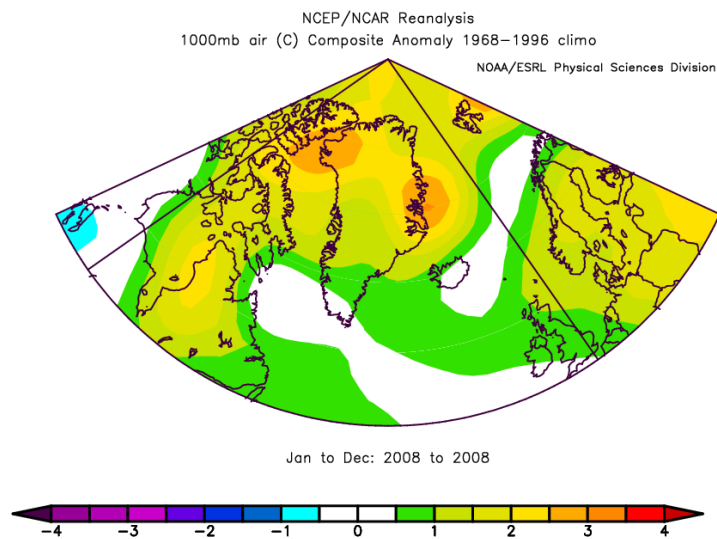 NCEP/NCAR Reanalysis
1000mb air (C) Composite Anomaly 1968−1996 climo
NOAA/ESRL Physical Sciences Division
Jan to Dec: 2008 to 2008
−4 −3 −2 −1 0 1 2 3 4